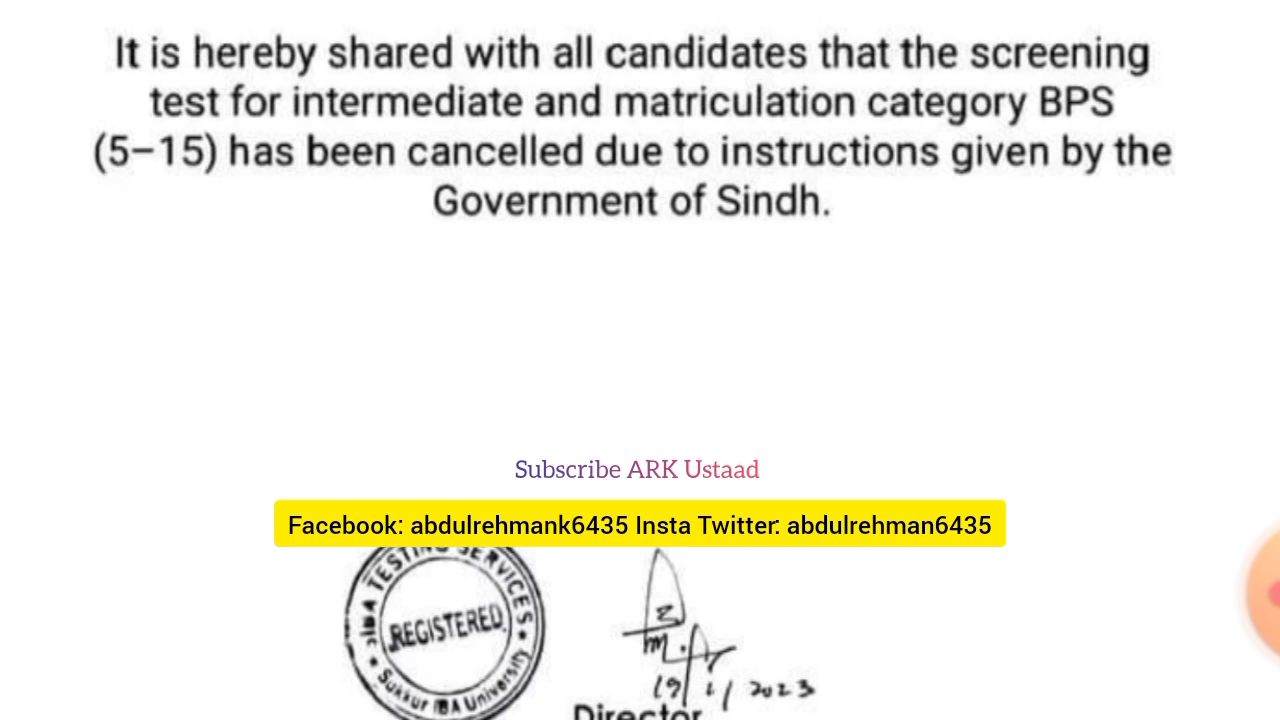 It is hereby shared with all candidates that the screening
test for intermediate and matriculation category BPS
(5–15) has been cancelled due to instructions given by the
Government of Sindh.
Subscribe ARK Ustaad
Facebook: abdulrehmank6435 Insta Twitter: abdulrehman6435
TESTING SERVICES
REGISTERED
Sukkur IBA University
2023
Director